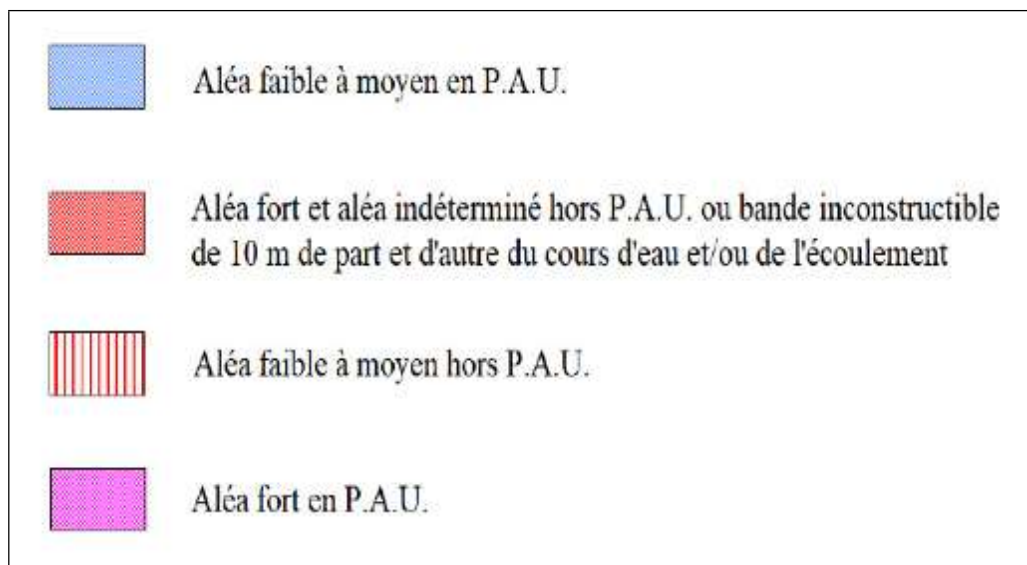 Aléa faible à moyen en P.A.U.
Aléa fort et aléa indéterminé hors P.A.U. ou bande inconstructible
de 10 m de part et d'autre du cours d'eau et/ou de l'écoulement
Aléa faible à moyen hors P.A.U.
Aléa fort en P.A.U.